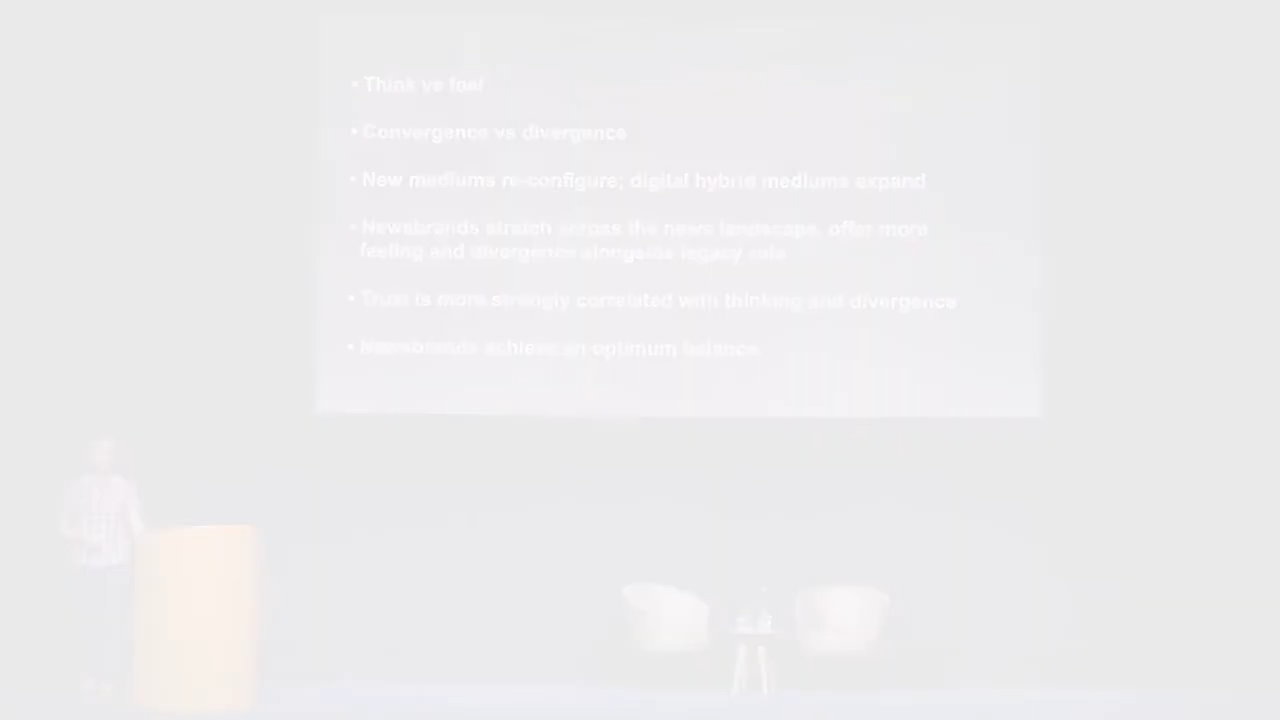 • Think vs feel
• Convergence vs divergence
• New mediums re-configure; digital hybrid mediums expand
• Newsbrands stretch across the news landscape, offer more
feeling and divergence alongside legacy role
• Trust is more strongly correlated with thinking and divergence
• Newsbrands achieve an optimum balance